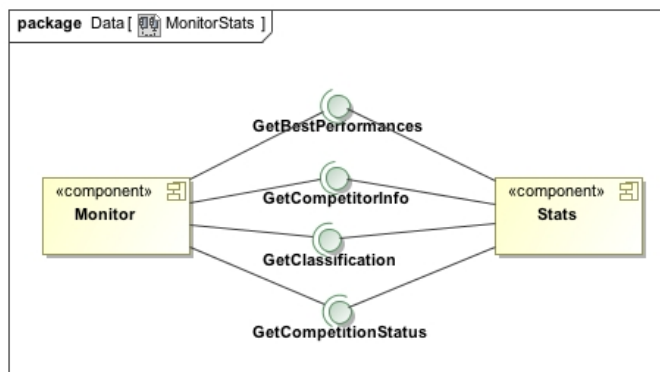 package Data [ MonitorStats ]
GetBestPerformances
«component»
Monitor
GetCompetitorInfo
«component»
Stats
GetClassification
GetCompetitionStatus